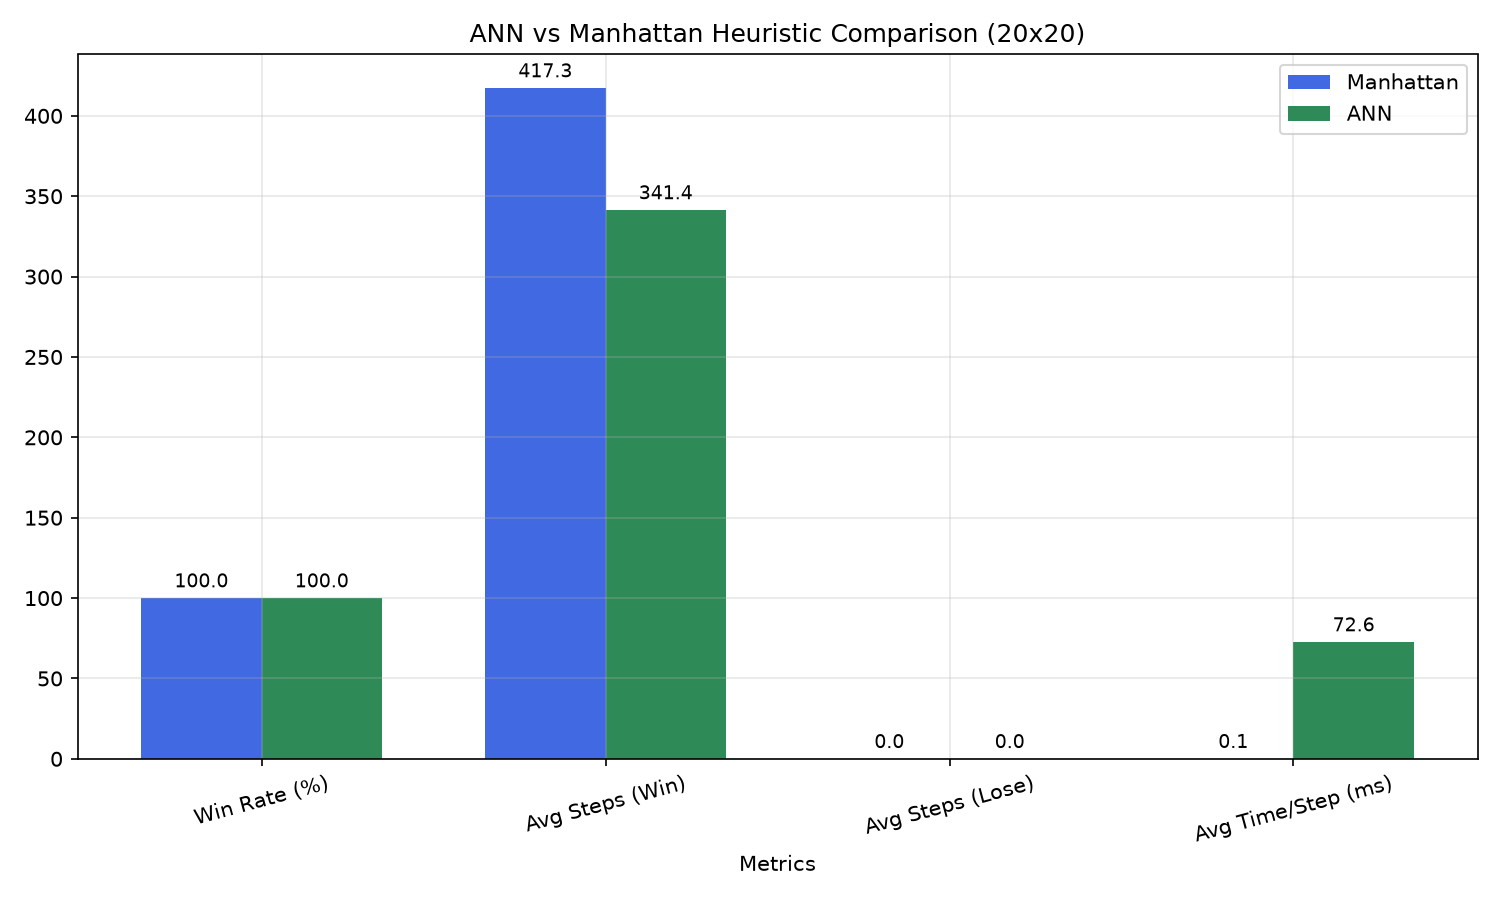 ANN vs Manhattan Heuristic Comparison (20x20)
Manhattan
ANN
417.3
341.4
100.0
100.0
0.0
0.0
0.1
72.6
400
350
300
250
200
150
100
50
0
Win Rate (%)
Avg Steps (Win)
Avg Steps (Lose)
Avg Time/Step (ms)
Metrics